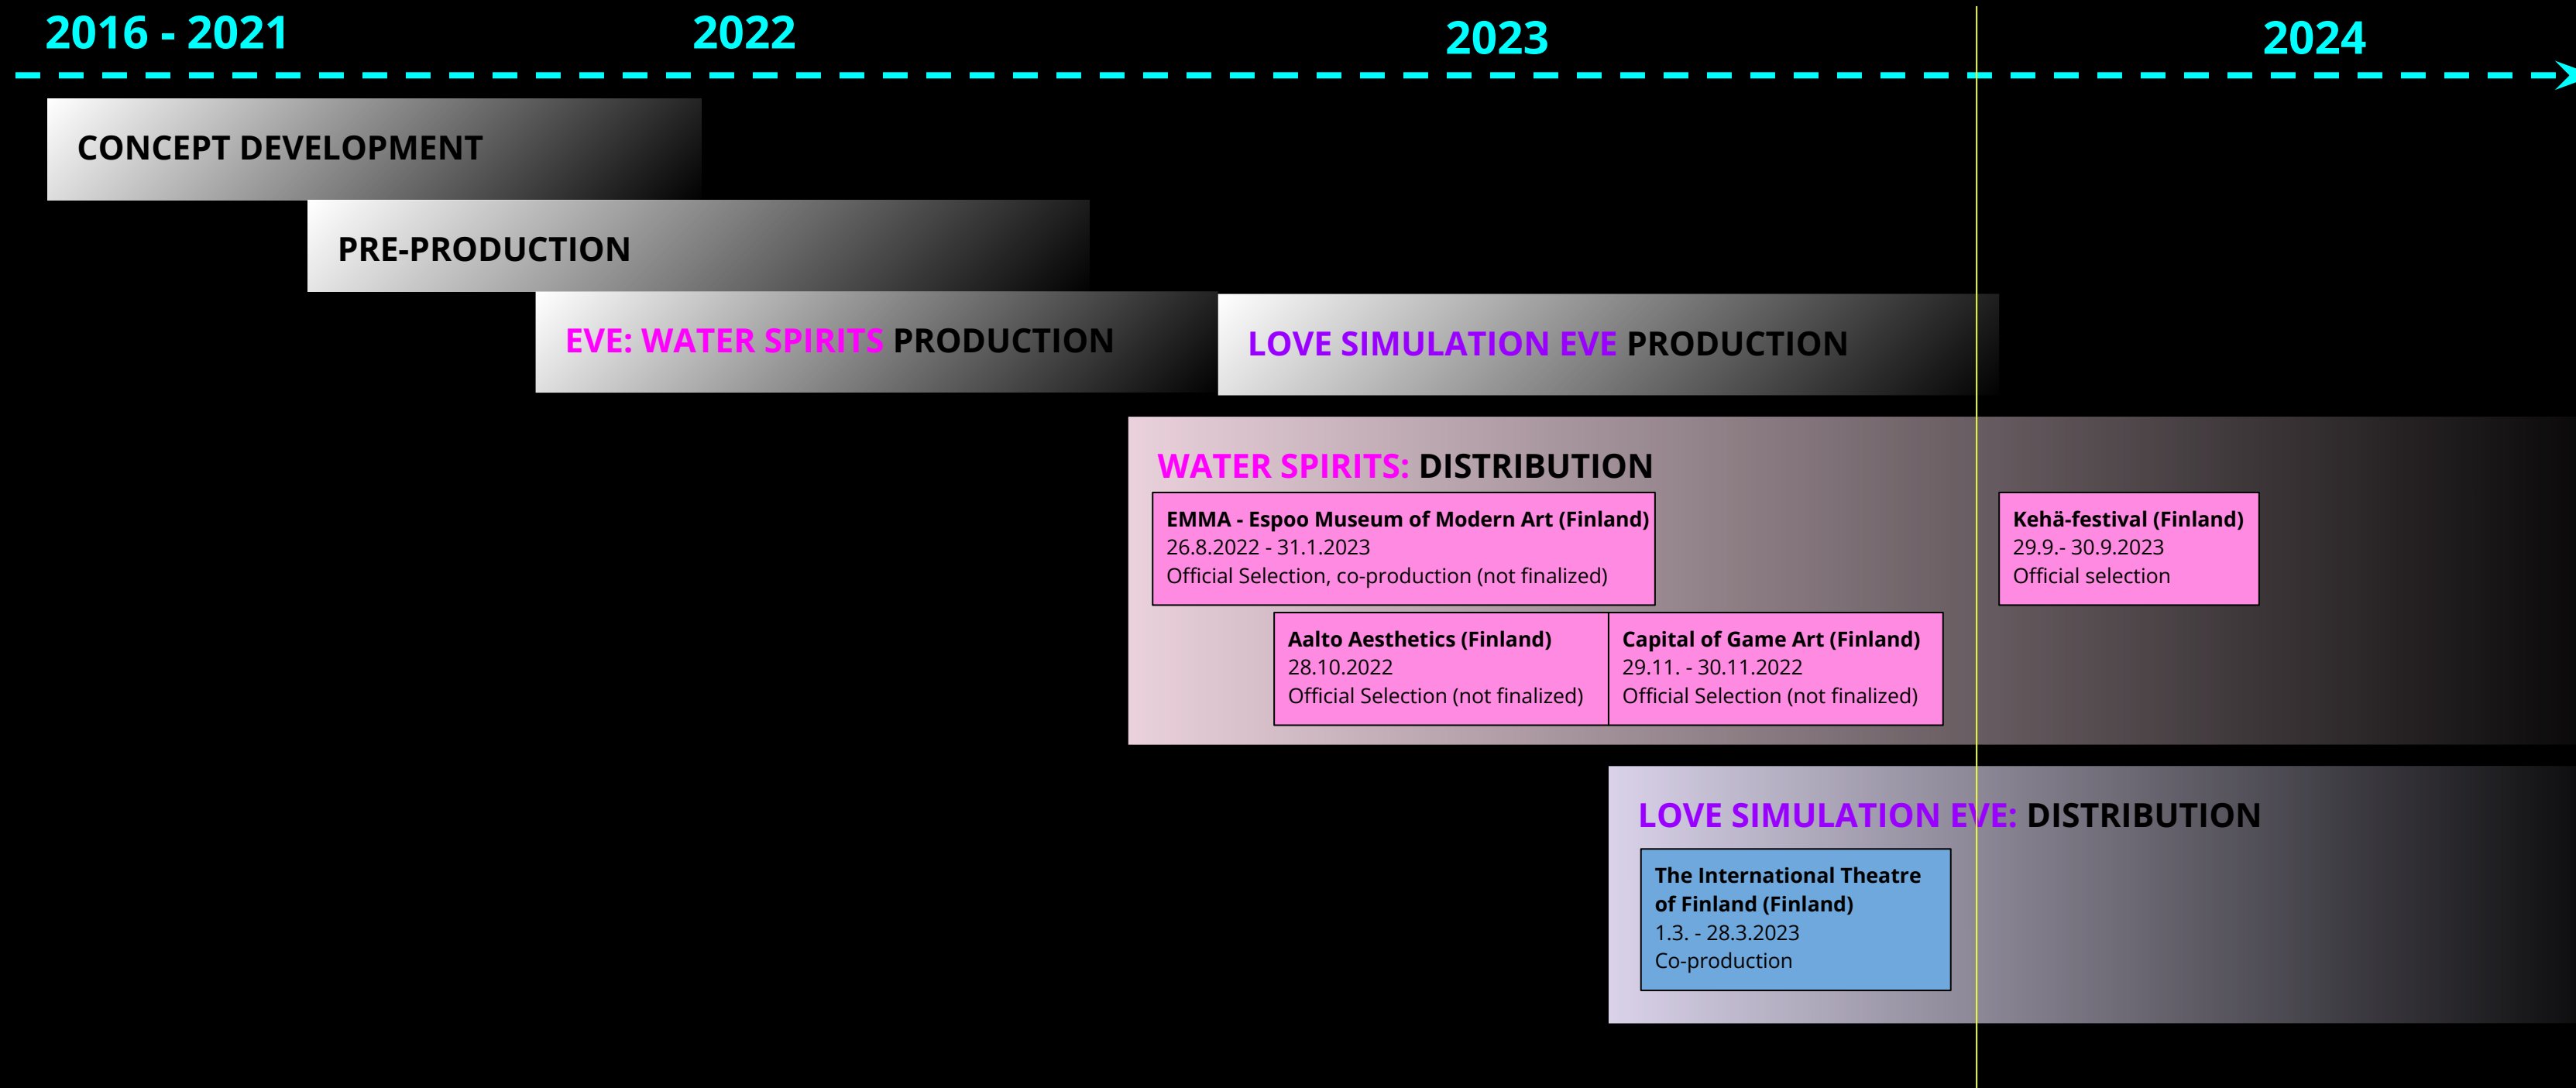 2016 - 2021
2022
2023
2024
CONCEPT DEVELOPMENT
PRE-PRODUCTION
EVE: WATER SPIRITS PRODUCTION
LOVE SIMULATION EVE PRODUCTION
WATER SPIRITS: DISTRIBUTION
EMMA - Espoo Museum of Modern Art (Finland)
26.8.2022 - 31.1.2023
Official Selection, co-production (not finalized)
Kehä-festival (Finland)
29.9.- 30.9.2023
Official selection
Aalto Aesthetics (Finland)
28.10.2022
Official Selection (not finalized)
Capital of Game Art (Finland)
29.11. - 30.11.2022
Official Selection (not finalized)
LOVE SIMULATION EVE: DISTRIBUTION
The International Theatre
of Finland (Finland)
1.3. - 28.3.2023
Co-production